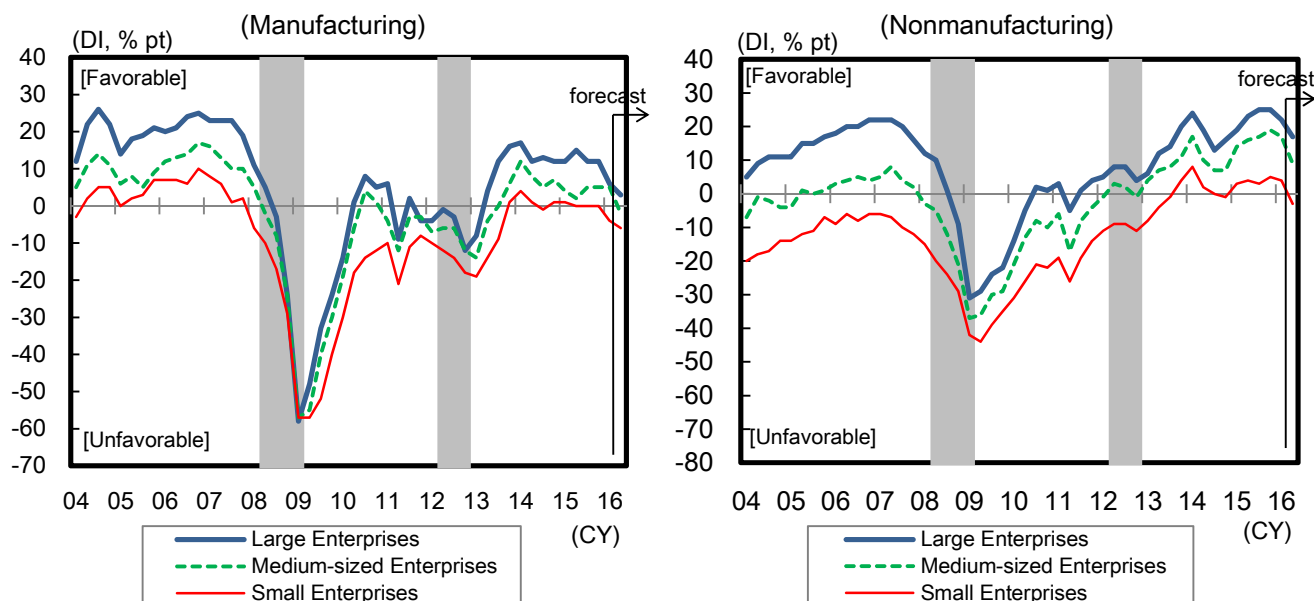 (Manufacturing)
(DI, % pt)
40
30
20
10
0
-10
-20
-30
-40
-50
-60
-70
[Favorable]
forecast
[Unfavorable]
04 05 06 07 08 09 10 11 12 13 14 15 16
(CY)
Large Enterprises
Medium-sized Enterprises
Small Enterprises
(Nonmanufacturing)
(DI, % pt)
40
30
20
10
0
-10
-20
-30
-40
-50
-60
-70
-80
[Favorable]
forecast
[Unfavorable]
04 05 06 07 08 09 10 11 12 13 14 15 16
(CY)
Large Enterprises
Medium-sized Enterprises
Small Enterprises